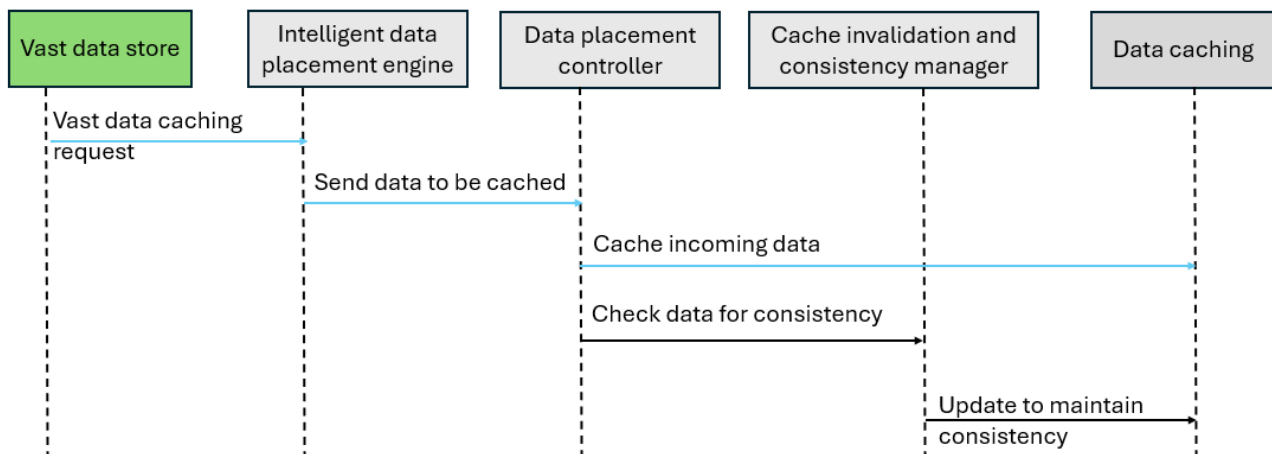 Vast data store
Intelligent data
placement engine
Data placement
controller
Cache invalidation and
consistency manager
Data caching
Vast data caching
request
Send data to be cached
Cache incoming data
Check data for consistency
Update to maintain
consistency